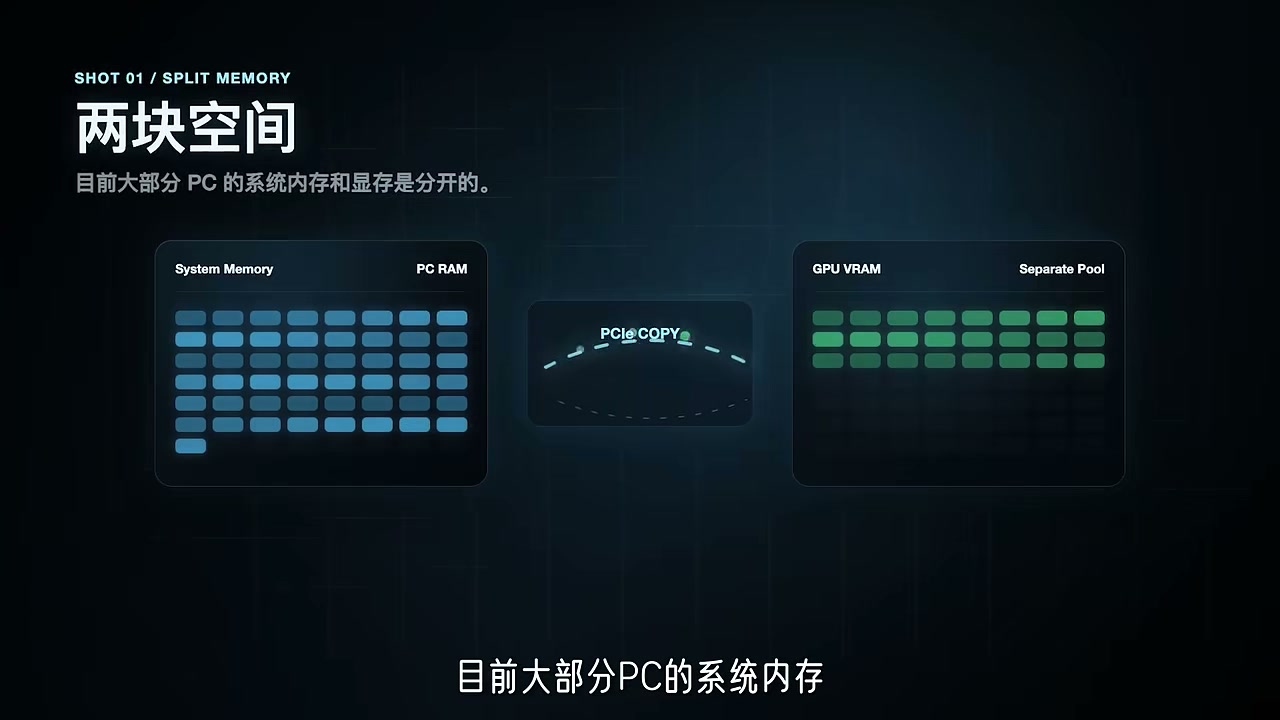 SHOT 01 / SPLIT MEMORY
两块空间
目前大部分 PC 的系统内存和显存是分开的。
System Memory
PC RAM
PCIe COPY
GPU VRAM
Separate Pool
目前大部分PC的系统内存